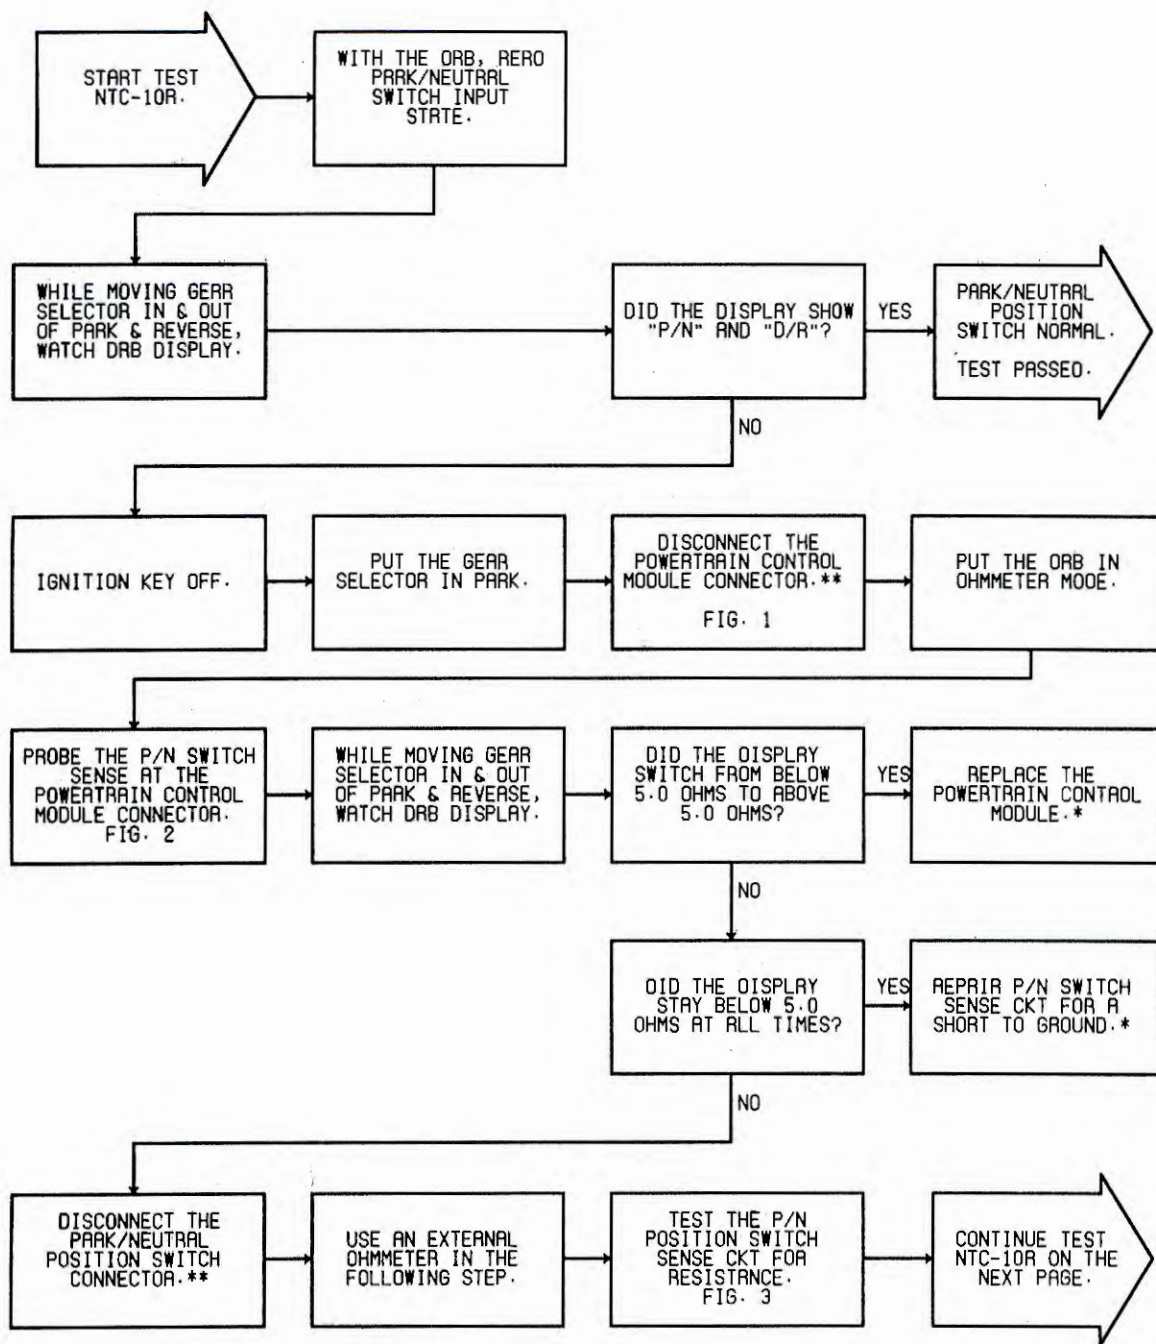 START TEST
NTC-10A.
WITH THE DRB, READ
PARK/NEUTRAL
SWITCH INPUT
STATE.
WHILE MOVING GEAR
SELECTOR IN & OUT
OF PARK & REVERSE,
WATCH DRB DISPLAY.
DID THE DISPLAY SHOW
"P/N" AND "D/R"?
YES
PARK/NEUTRAL
POSITION
SWITCH NORMAL.
TEST PASSED.
NO
IGNITION KEY OFF.
PUT THE GEAR
SELECTOR IN PARK.
DISCONNECT THE
POWERTRAIN CONTROL
MODULE CONNECTOR.**
FIG. 1
PUT THE DRB IN
OHMMETER MODE.
PROBE THE P/N SWITCH
SENSE AT THE
POWERTRAIN CONTROL
MODULE CONNECTOR.
FIG. 2
WHILE MOVING GEAR
SELECTOR IN & OUT
OF PARK & REVERSE,
WATCH DRB DISPLAY.
DID THE DISPLAY
SWITCH FROM BELOW
5.0 OHMS TO ABOVE
5.0 OHMS?
YES
REPLACE THE
POWERTRAIN CONTROL
MODULE.*
NO
DID THE DISPLAY
STAY BELOW 5.0
OHMS AT ALL TIMES?
YES
REPAIR P/N SWITCH
SENSE CKT FOR A
SHORT TO GROUND.*
NO
DISCONNECT THE
PARK/NEUTRAL
POSITION SWITCH
CONNECTOR.**
USE AN EXTERNAL
OHMMETER IN THE
FOLLOWING STEP.
TEST THE P/N
POSITION SWITCH
SENSE CKT FOR
RESISTANCE.
FIG. 3
CONTINUE TEST
NTC-10A ON THE
NEXT PAGE.